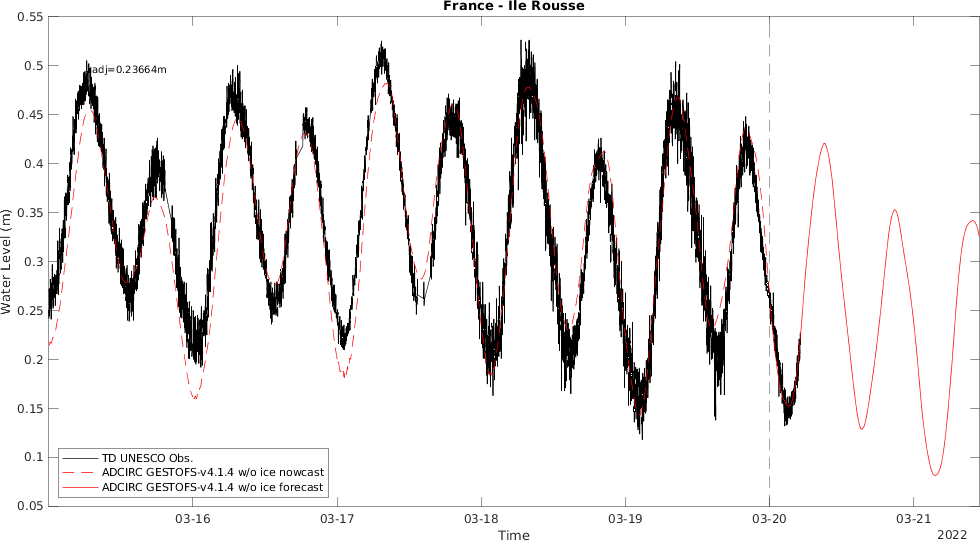 France - Ile Rousse
0.55
0.5
0.45
0.4
0.35
0.3
0.25
0.2
0.15
0.1
0.05
Water Level (m)
adj=0.23664m
TD UNESCO Obs.
ADCIRC GESTOFS-v4.1.4 w/o ice nowcast
ADCIRC GESTOFS-v4.1.4 w/o ice forecast
03-16 03-17 03-18 03-19 03-20 03-21
Time
2022